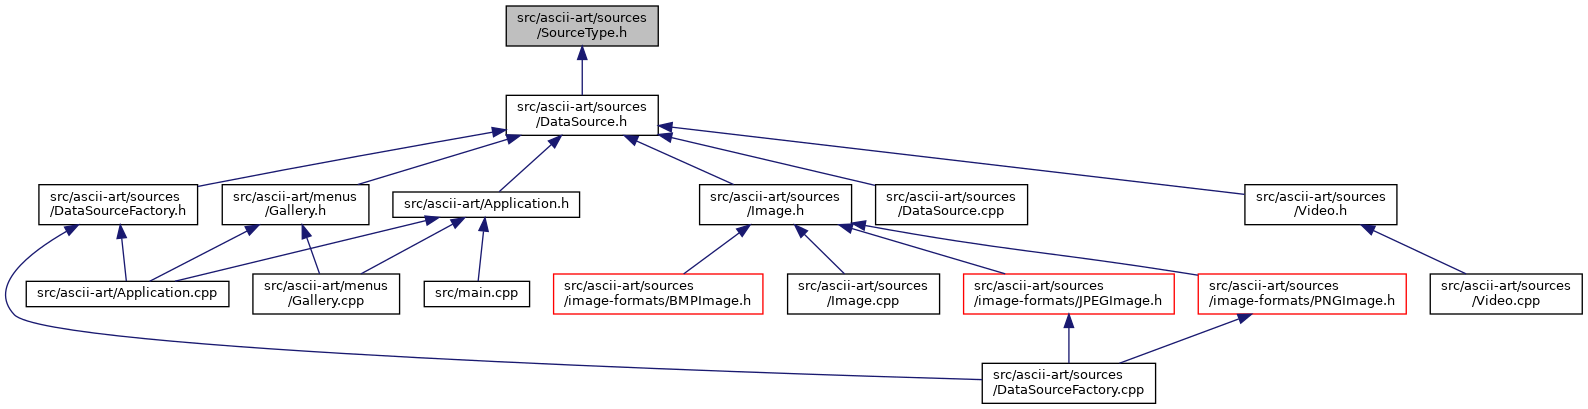 src/ascii-art/sources
/SourceType.h
src/ascii-art/sources
/DataSource.h
src/ascii-art/sources
/DataSourceFactory.h
src/ascii-art/menus
/Gallery.h
src/ascii-art/Application.h
src/ascii-art/sources
/Image.h
src/ascii-art/sources
/DataSource.cpp
src/ascii-art/sources
/Video.h
src/ascii-art/Application.cpp
src/ascii-art/menus
/Gallery.cpp
src/main.cpp
src/ascii-art/sources
/image-formats/BMPImage.h
src/ascii-art/sources
/Image.cpp
src/ascii-art/sources
/image-formats/JPEGImage.h
src/ascii-art/sources
/image-formats/PNGImage.h
src/ascii-art/sources
/Video.cpp
src/ascii-art/sources
/DataSourceFactory.cpp